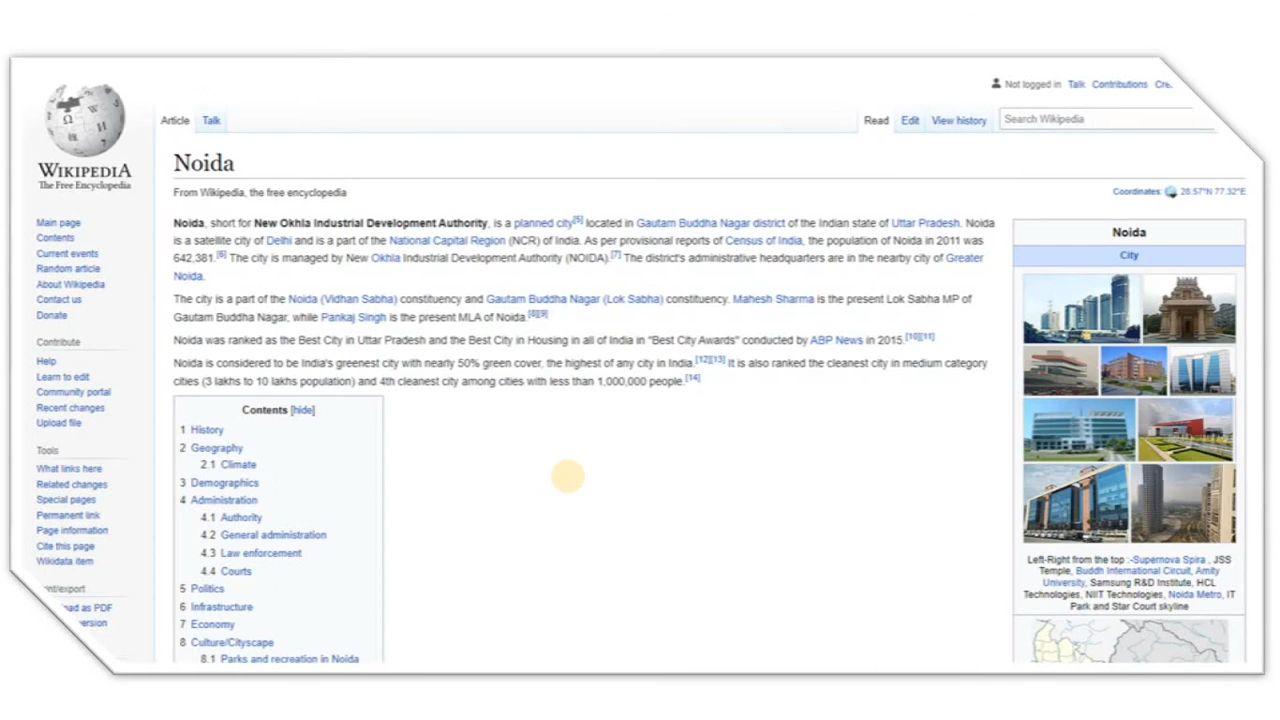 Not logged in Talk Contributions Cre
Article Talk
Read Edit View history
Search Wikipedia
WIKIPEDIA
The Free Encyclopedia
Noida
From Wikipedia, the free encyclopedia
Coordinates: 28.57°N 77.32°E
Main page
Contents
Current events
Random article
About Wikipedia
Contact us
Donate
Contribute
Help
Learn to edit
Community portal
Recent changes
Upload file
Tools
What links here
Related changes
Special pages
Permanent link
Page information
Cite this page
Wikidata item
int/export
load as PDF
ersion
Noida, short for New Okhla Industrial Development Authority, is a planned city[5] located in Gautam Buddha Nagar district of the Indian state of Uttar Pradesh. Noida
is a satellite city of Delhi and is a part of the National Capital Region (NCR) of India. As per provisional reports of Census of India, the population of Noida in 2011 was
642,381.[6] The city is managed by New Okhla Industrial Development Authority (NOIDA).[7] The district's administrative headquarters are in the nearby city of Greater
Noida.
The city is a part of the Noida (Vidhan Sabha) constituency and Gautam Buddha Nagar (Lok Sabha) constituency. Mahesh Sharma is the present Lok Sabha MP of
Gautam Buddha Nagar, while Pankaj Singh is the present MLA of Noida.[8][9]
Noida was ranked as the Best City in Uttar Pradesh and the Best City in Housing in all of India in "Best City Awards" conducted by ABP News in 2015.[10][11]
Noida is considered to be India's greenest city with nearly 50% green cover, the highest of any city in India.[12][13] It is also ranked the cleanest city in medium category
cities (3 lakhs to 10 lakhs population) and 4th cleanest city among cities with less than 1,000,000 people.[14]
Contents [hide]
1 History
2 Geography
2.1 Climate
3 Demographics
4 Administration
4.1 Authority
4.2 General administration
4.3 Law enforcement
4.4 Courts
5 Politics
6 Infrastructure
7 Economy
8 Culture/Cityscape
8.1 Parks and recreation in Noida
Noida
City
Left-Right from the top :-Supernova Spira , JSS
Temple, Buddh International Circuit, Amity
University, Samsung R&D Institute, HCL
Technologies, NIIT Technologies, Noida Metro, IT
Park and Star Court skyline